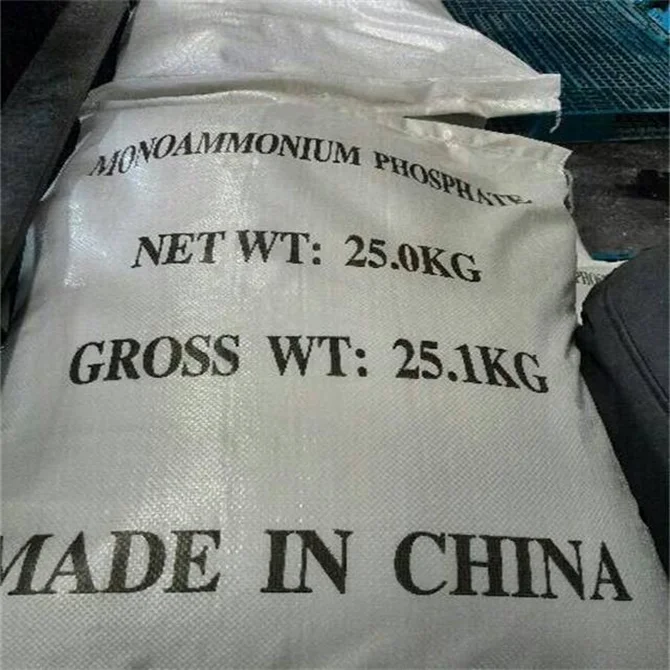 MONOAMMONIUM PHOSPHATE
NET WT: 25.0KG
GROSS WT: 25.1KG
MADE IN CHINA